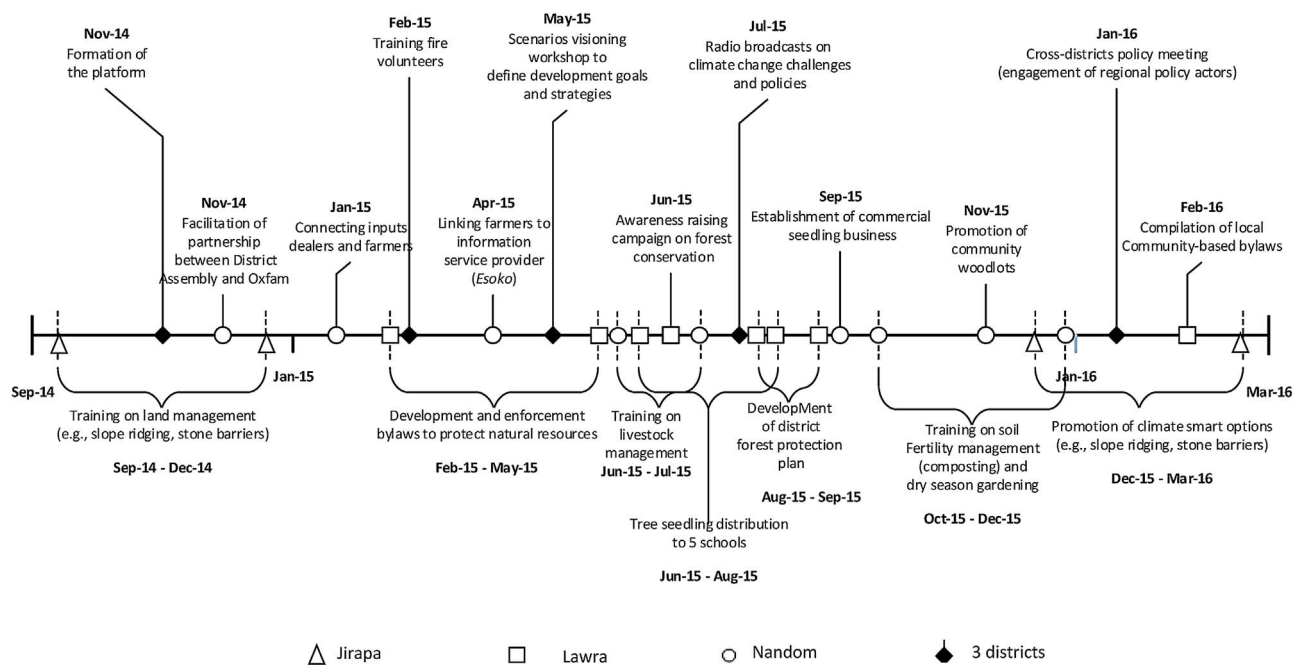 Nov-14
Formation of
the platform
Feb-15
Training fire
volunteers
May-15
Scenarios visioning
workshop to
define development goals
and strategies
Jul-15
Radio broadcasts on
climate change challenges
and policies
Jan-16
Cross-districts policy meeting
(engagement of regional policy actors)
Nov-14
Facilitation of
partnership
between District
Assembly and Oxfam
Jan-15
Connecting inputs
dealers and farmers
Apr-15
Linking farmers to
information
service provider
(Esoko)
Jun-15
Awareness raising
campaign on forest
conservation
Sep-15
Establishment of commercial
seedling business
Nov-15
Promotion of
community
woodlots
Feb-16
Compilation of local
Community-based bylaws
Sep-14
Jan-15
Jan-16
Mar-16
Training on land management
(e.g., slope ridging, stone barriers)
Sep-14 - Dec-14
Development and enforcement
bylaws to protect natural resources
Feb-15 - May-15
Training on
livestock
management
Jun-15 - Jul-15
DevelopMent
of district
forest protection
plan
Aug-15 - Sep-15
Training on soil
Fertility management
(composting) and
dry season gardening
Oct-15 - Dec-15
Promotion of climate smart options
(e.g., slope ridging, stone barriers)
Dec-15 - Mar-16
Tree seedling distribution
to 5 schools
Jun-15 - Aug-15
Jirapa
Lawra
Nandom
3 districts